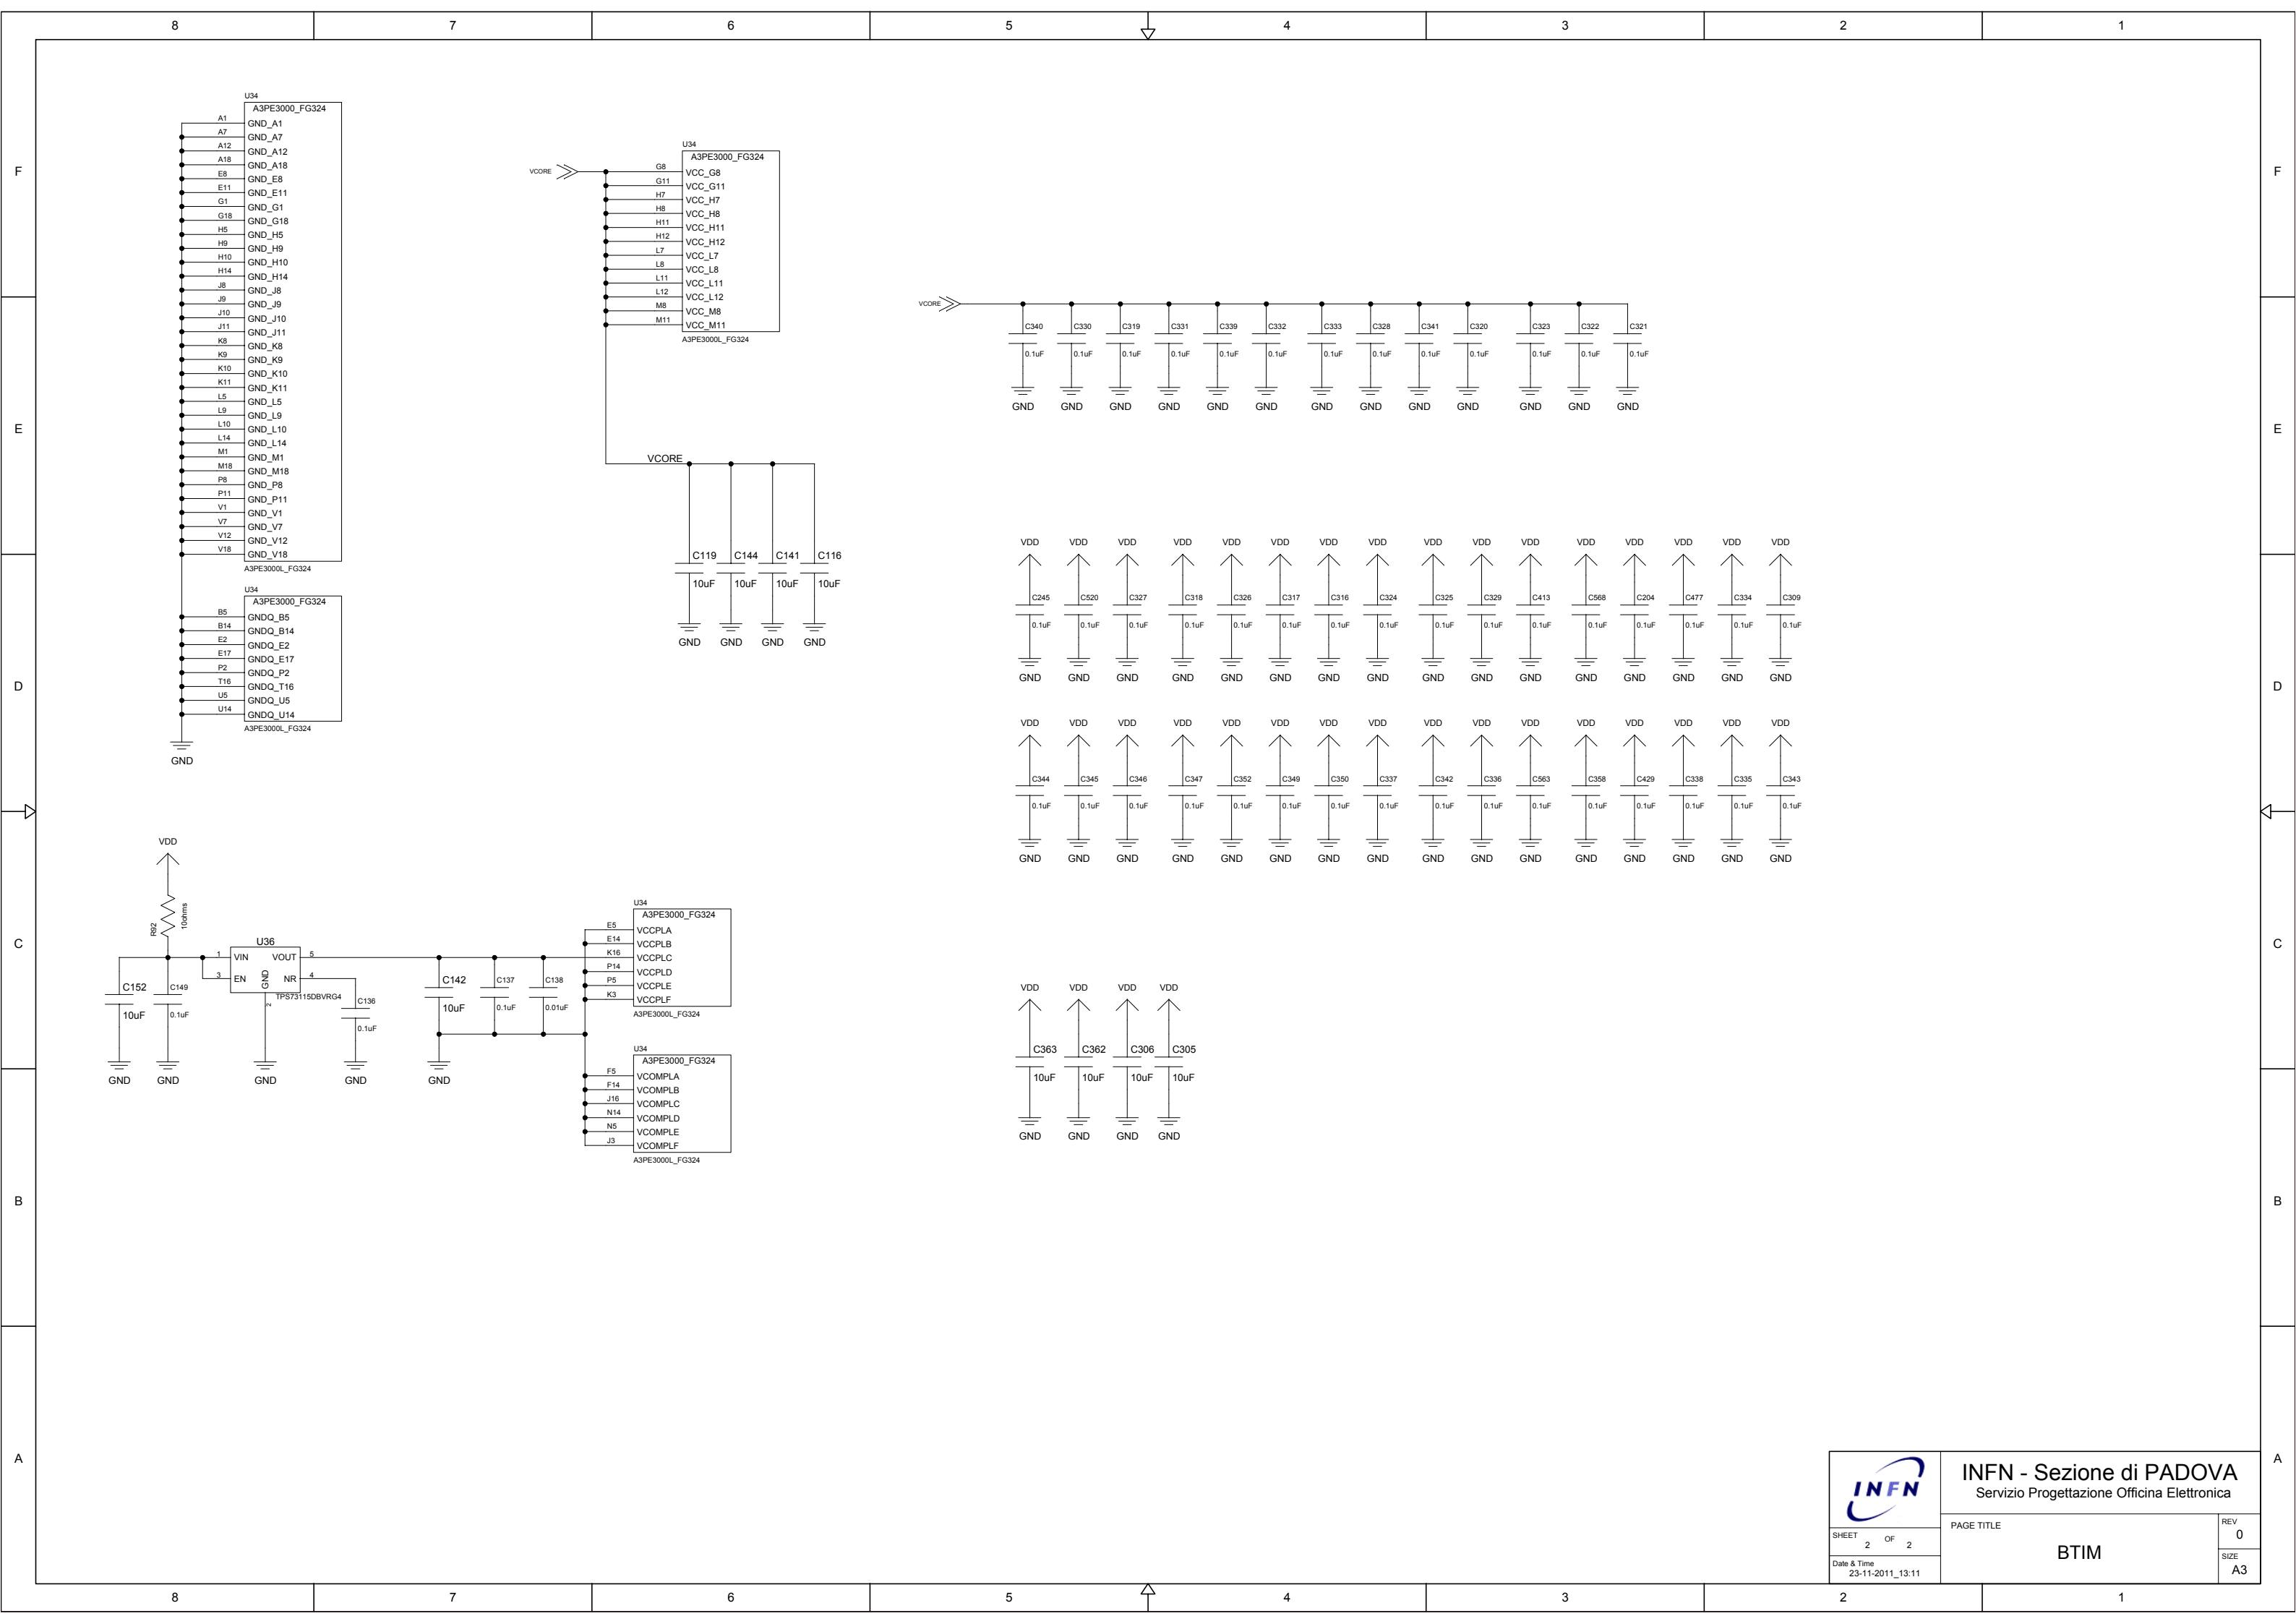 8 7 6 5 4 3 2 1
F F
E E
D D
C C
B B
A A
U34
A3PE3000_FG324
A1 GND_A1
A7 GND_A7
A12 GND_A12
A18 GND_A18
E8 GND_E8
E11 GND_E11
G1 GND_G1
G18 GND_G18
H5 GND_H5
H9 GND_H9
H10 GND_H10
H14 GND_H14
J8 GND_J8
J9 GND_J9
J10 GND_J10
J11 GND_J11
K8 GND_K8
K9 GND_K9
K10 GND_K10
K11 GND_K11
L5 GND_L5
L9 GND_L9
L10 GND_L10
L14 GND_L14
M1 GND_M1
M18 GND_M18
P8 GND_P8
P11 GND_P11
V1 GND_V1
V7 GND_V7
V12 GND_V12
V18 GND_V18
A3PE3000L_FG324
U34
A3PE3000_FG324
B5 GNDQ_B5
B14 GNDQ_B14
E2 GNDQ_E2
E17 GNDQ_E17
P2 GNDQ_P2
T16 GNDQ_T16
U5 GNDQ_U5
U14 GNDQ_U14
A3PE3000L_FG324
GND
U34
A3PE3000_FG324
VCORE
G8 VCC_G8
G11 VCC_G11
H7 VCC_H7
H8 VCC_H8
H11 VCC_H11
H12 VCC_H12
L7 VCC_L7
L8 VCC_L8
L11 VCC_L11
L12 VCC_L12
M8 VCC_M8
M11 VCC_M11
A3PE3000L_FG324
VCORE
C119 C144 C141 C116
10uF 10uF 10uF 10uF
GND GND GND GND
VCORE
C340 C330 C319 C331 C339 C332 C333 C328 C341 C320 C323 C322 C321
0.1uF 0.1uF 0.1uF 0.1uF 0.1uF 0.1uF 0.1uF 0.1uF 0.1uF 0.1uF 0.1uF 0.1uF 0.1uF
GND GND GND GND GND GND GND GND GND GND GND GND GND
VDD VDD VDD VDD VDD VDD VDD VDD VDD VDD VDD VDD VDD VDD VDD VDD
C245 C520 C327 C318 C326 C317 C316 C324 C325 C329 C413 C568 C204 C477 C334 C309
0.1uF 0.1uF 0.1uF 0.1uF 0.1uF 0.1uF 0.1uF 0.1uF 0.1uF 0.1uF 0.1uF 0.1uF 0.1uF 0.1uF 0.1uF 0.1uF
GND GND GND GND GND GND GND GND GND GND GND GND GND GND GND GND
VDD VDD VDD VDD VDD VDD VDD VDD VDD VDD VDD VDD VDD VDD VDD VDD
C344 C345 C346 C347 C352 C349 C350 C337 C342 C336 C563 C358 C429 C338 C335 C343
0.1uF 0.1uF 0.1uF 0.1uF 0.1uF 0.1uF 0.1uF 0.1uF 0.1uF 0.1uF 0.1uF 0.1uF 0.1uF 0.1uF 0.1uF 0.1uF
GND GND GND GND GND GND GND GND GND GND GND GND GND GND GND GND
VDD
R92
10ohms
U36
1 VIN VOUT 5
3 EN GND NR 4
2
TPS73115DBVRG4
C152 C149
10uF 0.1uF
C136
0.1uF
C142 C137 C138
10uF 0.1uF 0.01uF
GND GND GND GND GND
U34
A3PE3000_FG324
E5 VCCPLA
E14 VCCPLB
K16 VCCPLC
P14 VCCPLD
P5 VCCPLE
K3 VCCPLF
A3PE3000L_FG324
U34
A3PE3000_FG324
F5 VCOMPLA
F14 VCOMPLB
J16 VCOMPLC
N14 VCOMPLD
N5 VCOMPLE
J3 VCOMPLF
A3PE3000L_FG324
VDD VDD VDD VDD
C363 C362 C306 C305
10uF 10uF 10uF 10uF
GND GND GND GND
INFN
INFN - Sezione di PADOVA
Servizio Progettazione Officina Elettronica
SHEET 2 OF 2
Date & Time
23-11-2011_13:11
PAGE TITLE
BTIM
REV
0
SIZE
A3
8 7 6 5 4 3 2 1